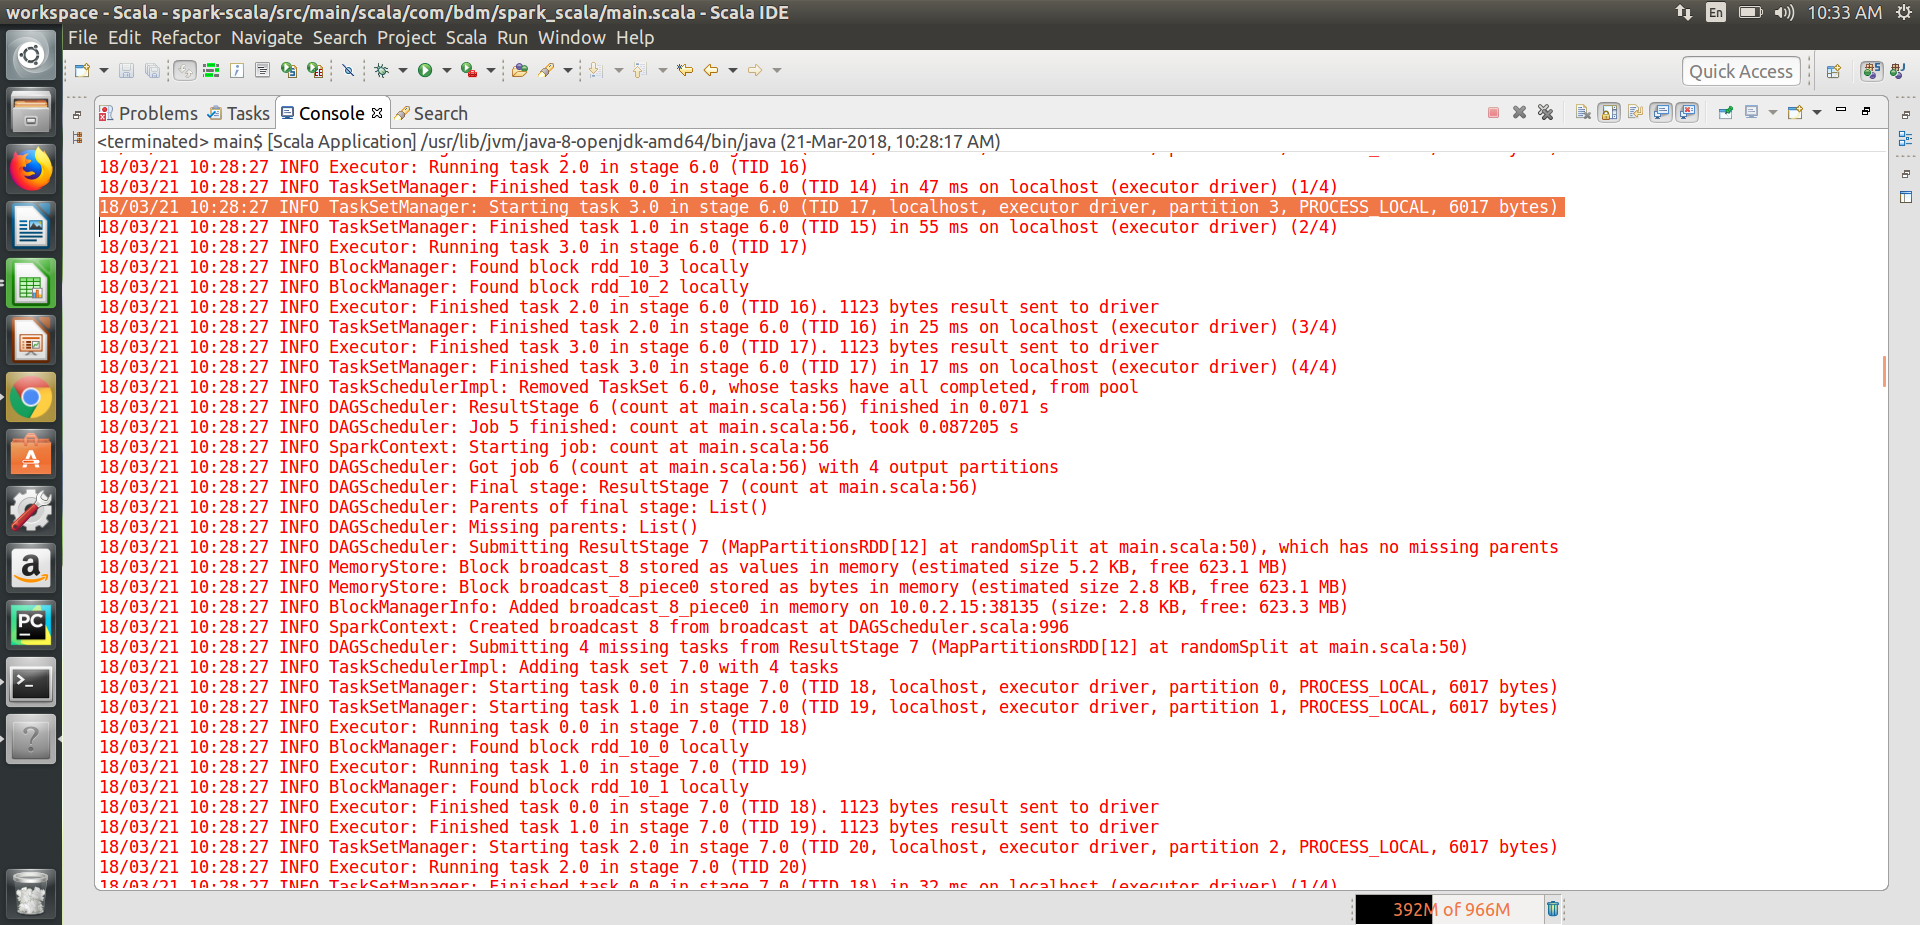 workspace - Scala - spark-scala/src/main/scala/com/bdm/spark_scala/main.scala - Scala IDE
En
10:33 AM
File Edit Refactor Navigate Search Project Scala Run Window Help
Quick Access
Problems Tasks Console Search
<terminated> main$ [Scala Application] /usr/lib/jvm/java-8-openjdk-amd64/bin/java (21-Mar-2018, 10:28:17 AM)
18/03/21 10:28:27 INFO Executor: Running task 2.0 in stage 6.0 (TID 16)
18/03/21 10:28:27 INFO TaskSetManager: Finished task 0.0 in stage 6.0 (TID 14) in 47 ms on localhost (executor driver) (1/4)
18/03/21 10:28:27 INFO TaskSetManager: Starting task 3.0 in stage 6.0 (TID 17, localhost, executor driver, partition 3, PROCESS_LOCAL, 6017 bytes)
18/03/21 10:28:27 INFO TaskSetManager: Finished task 1.0 in stage 6.0 (TID 15) in 55 ms on localhost (executor driver) (2/4)
18/03/21 10:28:27 INFO Executor: Running task 3.0 in stage 6.0 (TID 17)
18/03/21 10:28:27 INFO BlockManager: Found block rdd_10_3 locally
18/03/21 10:28:27 INFO BlockManager: Found block rdd_10_2 locally
18/03/21 10:28:27 INFO Executor: Finished task 2.0 in stage 6.0 (TID 16). 1123 bytes result sent to driver
18/03/21 10:28:27 INFO TaskSetManager: Finished task 2.0 in stage 6.0 (TID 16) in 25 ms on localhost (executor driver) (3/4)
18/03/21 10:28:27 INFO Executor: Finished task 3.0 in stage 6.0 (TID 17). 1123 bytes result sent to driver
18/03/21 10:28:27 INFO TaskSetManager: Finished task 3.0 in stage 6.0 (TID 17) in 17 ms on localhost (executor driver) (4/4)
18/03/21 10:28:27 INFO TaskSchedulerImpl: Removed TaskSet 6.0, whose tasks have all completed, from pool
18/03/21 10:28:27 INFO DAGScheduler: ResultStage 6 (count at main.scala:56) finished in 0.071 s
18/03/21 10:28:27 INFO DAGScheduler: Job 5 finished: count at main.scala:56, took 0.087205 s
18/03/21 10:28:27 INFO SparkContext: Starting job: count at main.scala:56
18/03/21 10:28:27 INFO DAGScheduler: Got job 6 (count at main.scala:56) with 4 output partitions
18/03/21 10:28:27 INFO DAGScheduler: Final stage: ResultStage 7 (count at main.scala:56)
18/03/21 10:28:27 INFO DAGScheduler: Parents of final stage: List()
18/03/21 10:28:27 INFO DAGScheduler: Missing parents: List()
18/03/21 10:28:27 INFO DAGScheduler: Submitting ResultStage 7 (MapPartitionsRDD[12] at randomSplit at main.scala:50), which has no missing parents
18/03/21 10:28:27 INFO MemoryStore: Block broadcast_8 stored as values in memory (estimated size 5.2 KB, free 623.1 MB)
18/03/21 10:28:27 INFO MemoryStore: Block broadcast_8_piece0 stored as bytes in memory (estimated size 2.8 KB, free 623.1 MB)
18/03/21 10:28:27 INFO BlockManagerInfo: Added broadcast_8_piece0 in memory on 10.0.2.15:38135 (size: 2.8 KB, free: 623.3 MB)
18/03/21 10:28:27 INFO SparkContext: Created broadcast 8 from broadcast at DAGScheduler.scala:996
18/03/21 10:28:27 INFO DAGScheduler: Submitting 4 missing tasks from ResultStage 7 (MapPartitionsRDD[12] at randomSplit at main.scala:50)
18/03/21 10:28:27 INFO TaskSchedulerImpl: Adding task set 7.0 with 4 tasks
18/03/21 10:28:27 INFO TaskSetManager: Starting task 0.0 in stage 7.0 (TID 18, localhost, executor driver, partition 0, PROCESS_LOCAL, 6017 bytes)
18/03/21 10:28:27 INFO TaskSetManager: Starting task 1.0 in stage 7.0 (TID 19, localhost, executor driver, partition 1, PROCESS_LOCAL, 6017 bytes)
18/03/21 10:28:27 INFO Executor: Running task 0.0 in stage 7.0 (TID 18)
18/03/21 10:28:27 INFO BlockManager: Found block rdd_10_0 locally
18/03/21 10:28:27 INFO Executor: Running task 1.0 in stage 7.0 (TID 19)
18/03/21 10:28:27 INFO BlockManager: Found block rdd_10_1 locally
18/03/21 10:28:27 INFO Executor: Finished task 0.0 in stage 7.0 (TID 18). 1123 bytes result sent to driver
18/03/21 10:28:27 INFO Executor: Finished task 1.0 in stage 7.0 (TID 19). 1123 bytes result sent to driver
18/03/21 10:28:27 INFO TaskSetManager: Starting task 2.0 in stage 7.0 (TID 20, localhost, executor driver, partition 2, PROCESS_LOCAL, 6017 bytes)
18/03/21 10:28:27 INFO Executor: Running task 2.0 in stage 7.0 (TID 20)
18/03/21 10:28:27 INFO TaskSetManager: Finished task 0.0 in stage 7.0 (TID 18) in 32 ms on localhost (executor driver) (1/4)
392M of 966M
PC